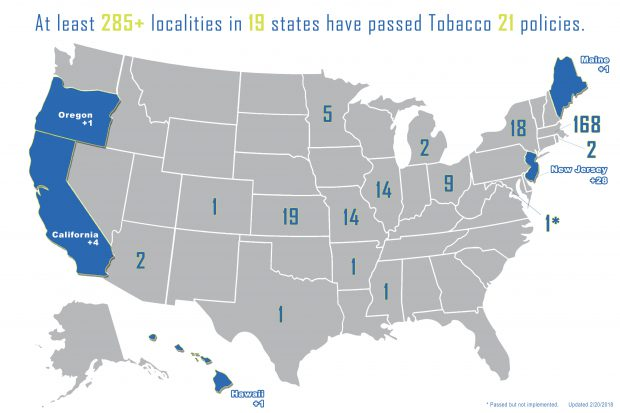 At least 285+ localities in 19 states have passed Tobacco 21 policies.
Maine
+1
Oregon
+1
5
18
168
2
2
New Jersey
+28
9
14
1
19
14
1*
California
+4
2
1
1
1
Hawaii
+1
* Passed but not implemented. Updated 2/20/2018